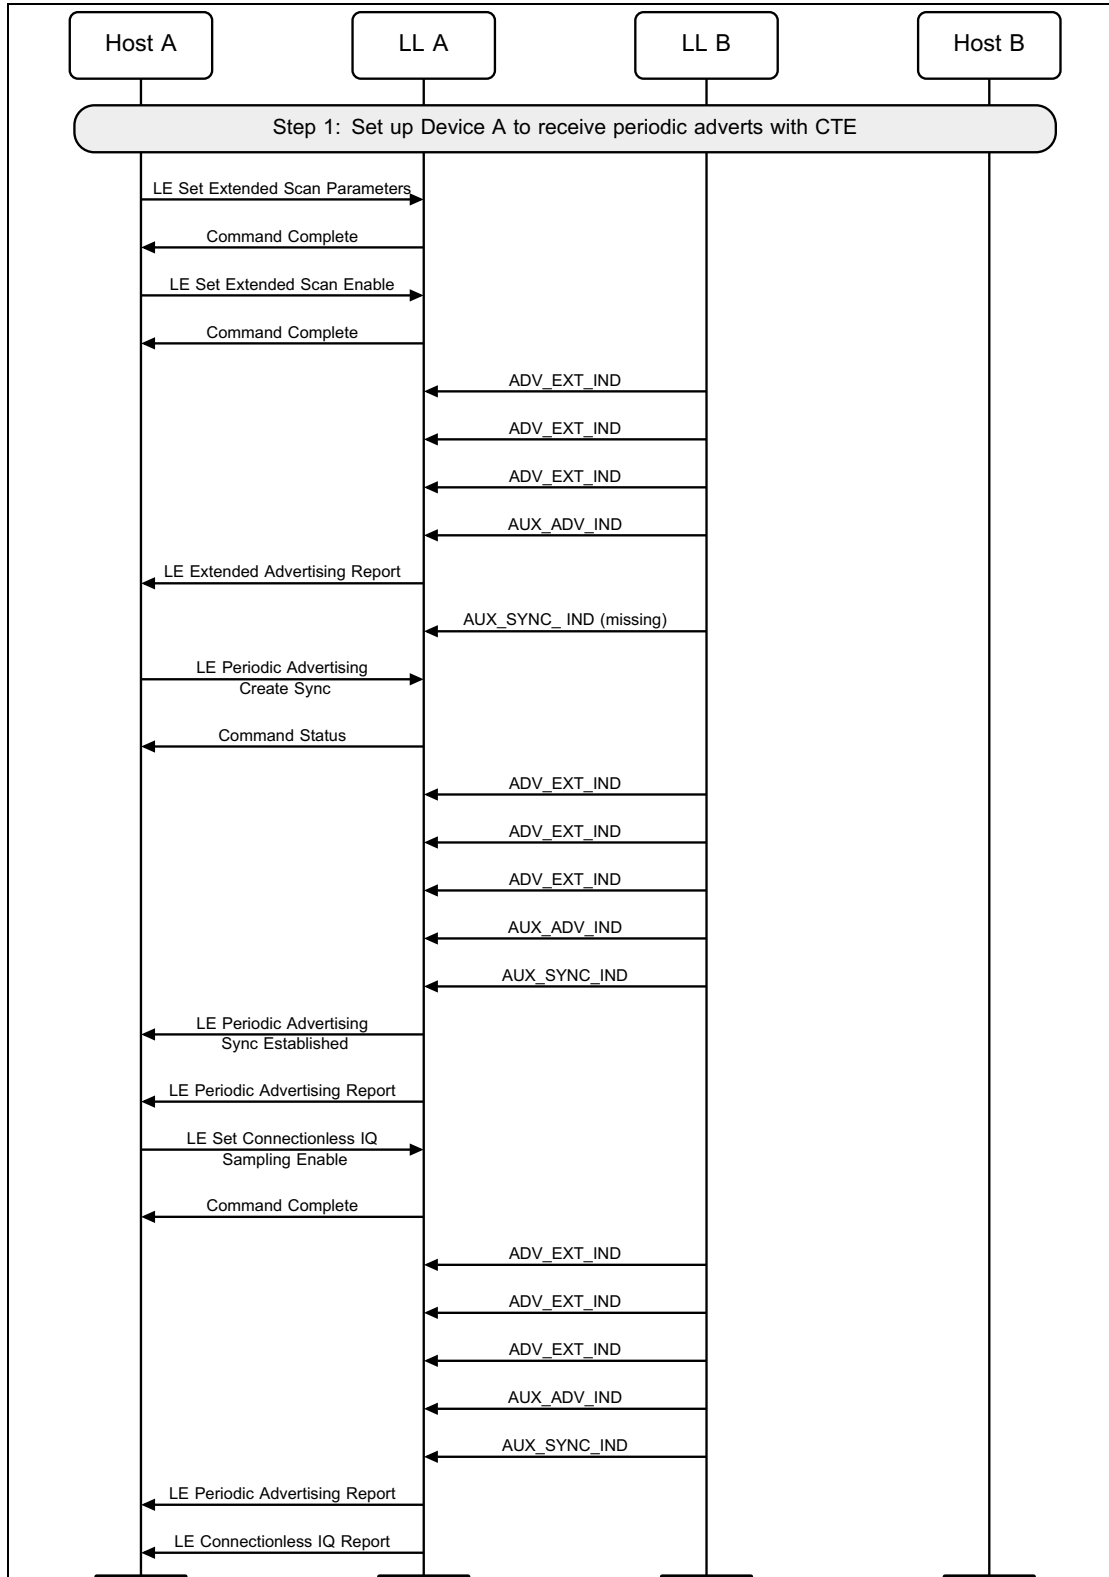 Host A
LL A
LL B
Host B
Step 1: Set up Device A to receive periodic adverts with CTE
LE Set Extended Scan Parameters
Command Complete
LE Set Extended Scan Enable
Command Complete
ADV_EXT_IND
ADV_EXT_IND
ADV_EXT_IND
AUX_ADV_IND
LE Extended Advertising Report
AUX_SYNC_ IND (missing)
LE Periodic Advertising
Create Sync
Command Status
ADV_EXT_IND
ADV_EXT_IND
ADV_EXT_IND
AUX_ADV_IND
AUX_SYNC_IND
LE Periodic Advertising
Sync Established
LE Periodic Advertising Report
LE Set Connectionless IQ
Sampling Enable
Command Complete
ADV_EXT_IND
ADV_EXT_IND
ADV_EXT_IND
AUX_ADV_IND
AUX_SYNC_IND
LE Periodic Advertising Report
LE Connectionless IQ Report